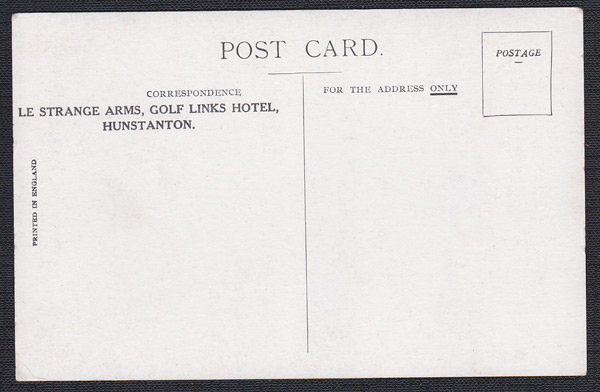 POST CARD.
POSTAGE
CORRESPONDENCE
LE STRANGE ARMS, GOLF LINKS HOTEL,
HUNSTANTON.
FOR THE ADDRESS ONLY
PRINTED IN ENGLAND